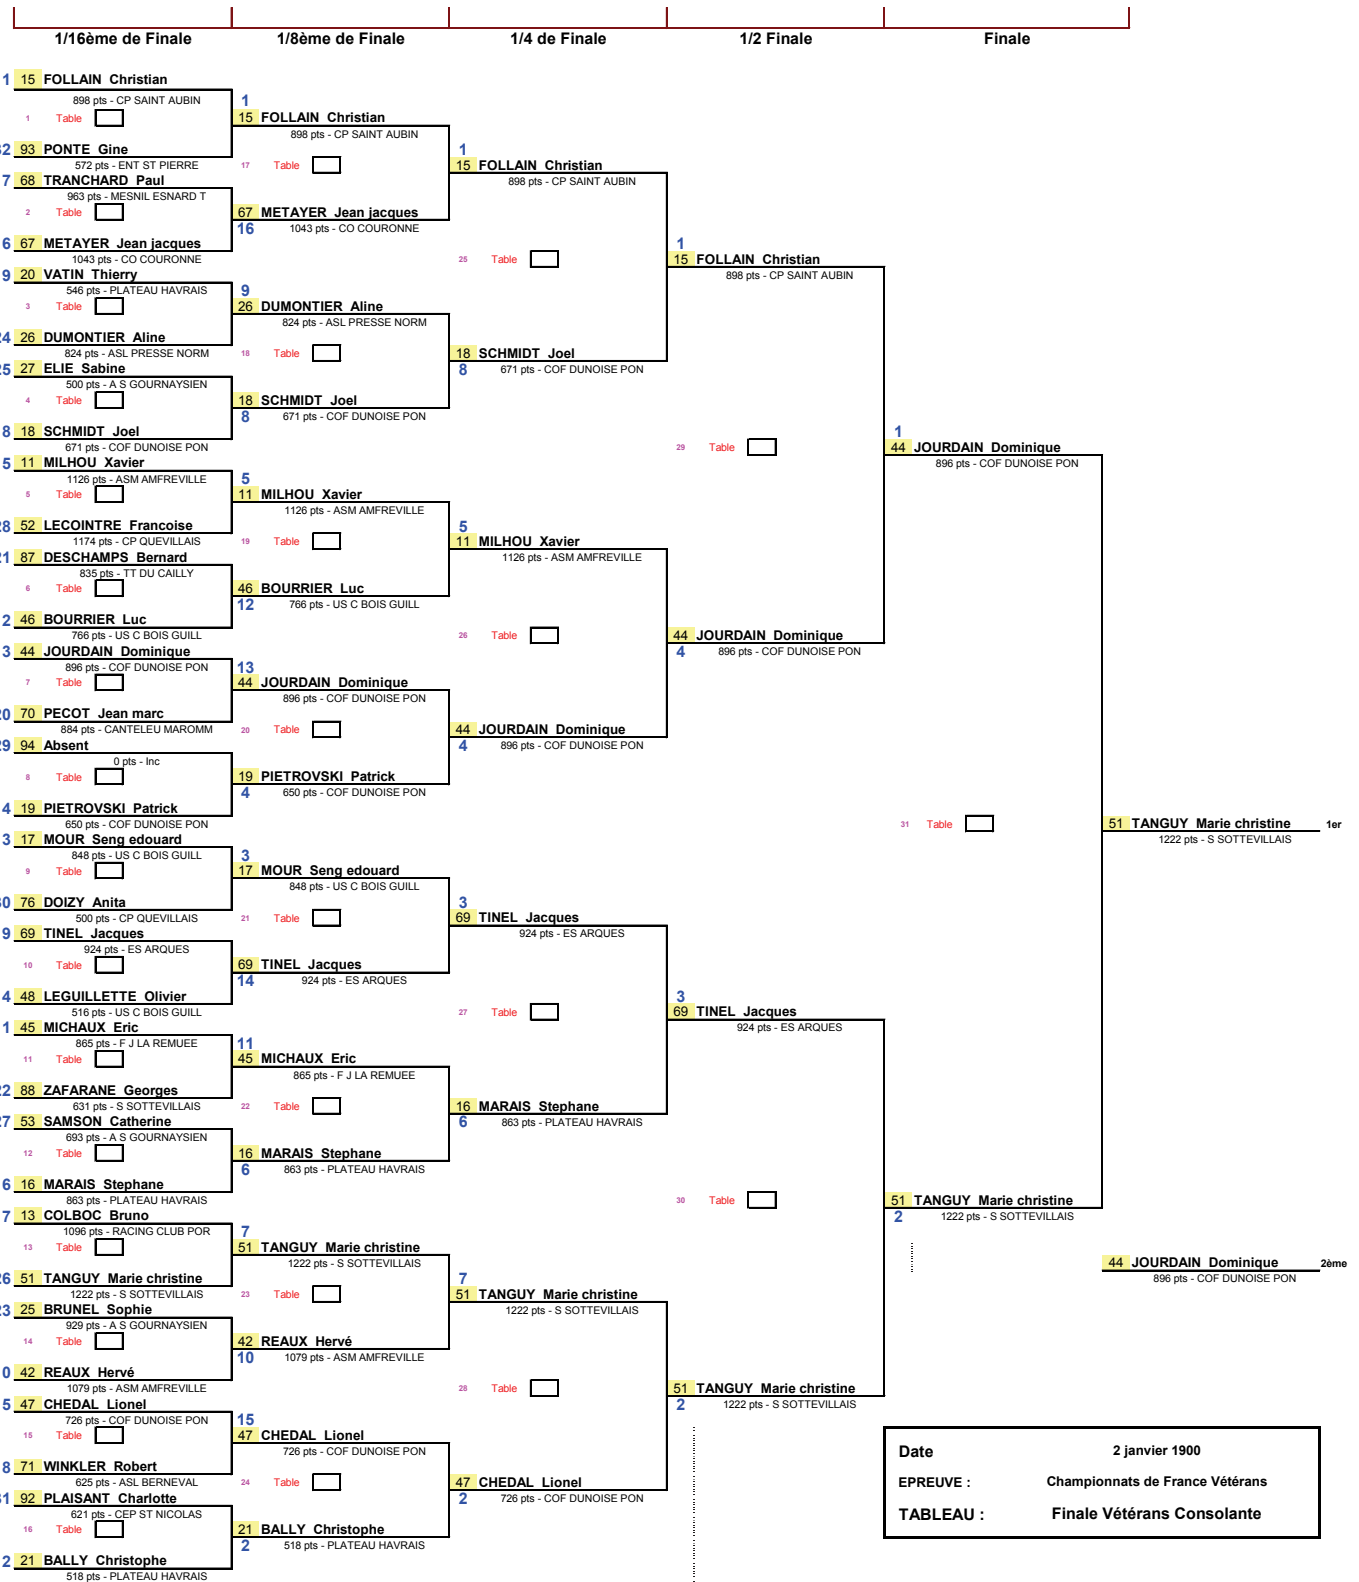 1/16ème de Finale
1/8ème de Finale
1/4 de Finale
1/2 Finale
Finale
1 15 FOLLAIN Christian
898 pts - CP SAINT AUBIN
1 Table
93 PONTE Gine
572 pts - ENT ST PIERRE
7 68 TRANCHARD Paul
963 pts - MESNIL ESNARD T
2 Table
6 67 METAYER Jean jacques
1043 pts - CO COURONNE
9 20 VATIN Thierry
546 pts - PLATEAU HAVRAIS
3 Table
24 26 DUMONTIER Aline
824 pts - ASL PRESSE NORM
25 27 ELIE Sabine
500 pts - A S GOURNAYSIEN
4 Table
8 18 SCHMIDT Joel
671 pts - COF DUNOISE PON
5 11 MILHOU Xavier
1126 pts - ASM AMFREVILLE
5 Table
28 52 LECOINTRE Francoise
1174 pts - CP QUEVILLAIS
21 87 DESCHAMPS Bernard
835 pts - TT DU CAILLY
6 Table
2 46 BOURRIER Luc
766 pts - US C BOIS GUILL
3 44 JOURDAIN Dominique
896 pts - COF DUNOISE PON
7 Table
20 70 PECOT Jean marc
884 pts - CANTELEU MAROMM
29 94 Absent
0 pts - Inc
8 Table
4 19 PIETROVSKI Patrick
650 pts - COF DUNOISE PON
3 17 MOUR Seng edouard
848 pts - US C BOIS GUILL
9 Table
76 DOIZY Anita
500 pts - CP QUEVILLAIS
9 69 TINEL Jacques
924 pts - ES ARQUES
10 Table
4 48 LEGUILLETTE Olivier
516 pts - US C BOIS GUILL
1 45 MICHAUX Eric
865 pts - F J LA REMUEE
11 Table
22 88 ZAFARANE Georges
631 pts - S SOTTEVILLAIS
27 53 SAMSON Catherine
693 pts - A S GOURNAYSIEN
12 Table
6 16 MARAIS Stephane
863 pts - PLATEAU HAVRAIS
7 13 COLBOC Bruno
1096 pts - RACING CLUB POR
13 Table
26 51 TANGUY Marie christine
1222 pts - S SOTTEVILLAIS
23 25 BRUNEL Sophie
929 pts - A S GOURNAYSIEN
14 Table
0 42 REAUX Hervé
1079 pts - ASM AMFREVILLE
5 47 CHEDAL Lionel
726 pts - COF DUNOISE PON
15 Table
8 71 WINKLER Robert
625 pts - ASL BERNEVAL
92 PLAISANT Charlotte
621 pts - CEP ST NICOLAS
16 Table
2 21 BALLY Christophe
518 pts - PLATEAU HAVRAIS
1
15 FOLLAIN Christian
898 pts - CP SAINT AUBIN
17 Table
67 METAYER Jean jacques
16 1043 pts - CO COURONNE
9
26 DUMONTIER Aline
824 pts - ASL PRESSE NORM
18 Table
18 SCHMIDT Joel
8 671 pts - COF DUNOISE PON
5
11 MILHOU Xavier
1126 pts - ASM AMFREVILLE
19 Table
46 BOURRIER Luc
12 766 pts - US C BOIS GUILL
13
44 JOURDAIN Dominique
896 pts - COF DUNOISE PON
20 Table
19 PIETROVSKI Patrick
4 650 pts - COF DUNOISE PON
3
17 MOUR Seng edouard
848 pts - US C BOIS GUILL
21 Table
69 TINEL Jacques
14 924 pts - ES ARQUES
11
45 MICHAUX Eric
865 pts - F J LA REMUEE
22 Table
16 MARAIS Stephane
6 863 pts - PLATEAU HAVRAIS
7
51 TANGUY Marie christine
1222 pts - S SOTTEVILLAIS
23 Table
42 REAUX Hervé
10 1079 pts - ASM AMFREVILLE
15
47 CHEDAL Lionel
726 pts - COF DUNOISE PON
24 Table
21 BALLY Christophe
2 518 pts - PLATEAU HAVRAIS
1
15 FOLLAIN Christian
898 pts - CP SAINT AUBIN
25 Table
18 SCHMIDT Joel
8 671 pts - COF DUNOISE PON
5
11 MILHOU Xavier
1126 pts - ASM AMFREVILLE
26 Table
44 JOURDAIN Dominique
4 896 pts - COF DUNOISE PON
3
69 TINEL Jacques
924 pts - ES ARQUES
27 Table
16 MARAIS Stephane
6 863 pts - PLATEAU HAVRAIS
7
51 TANGUY Marie christine
1222 pts - S SOTTEVILLAIS
28 Table
47 CHEDAL Lionel
2 726 pts - COF DUNOISE PON
1
15 FOLLAIN Christian
898 pts - CP SAINT AUBIN
29 Table
44 JOURDAIN Dominique
4 896 pts - COF DUNOISE PON
3
69 TINEL Jacques
924 pts - ES ARQUES
30 Table
51 TANGUY Marie christine
2 1222 pts - S SOTTEVILLAIS
1
44 JOURDAIN Dominique
896 pts - COF DUNOISE PON
31 Table
51 TANGUY Marie christine
2 1222 pts - S SOTTEVILLAIS
51 TANGUY Marie christine 1er
1222 pts - S SOTTEVILLAIS
44 JOURDAIN Dominique 2ème
896 pts - COF DUNOISE PON
Date 2 janvier 1900
EPREUVE : Championnats de France Vétérans
TABLEAU : Finale Vétérans Consolante